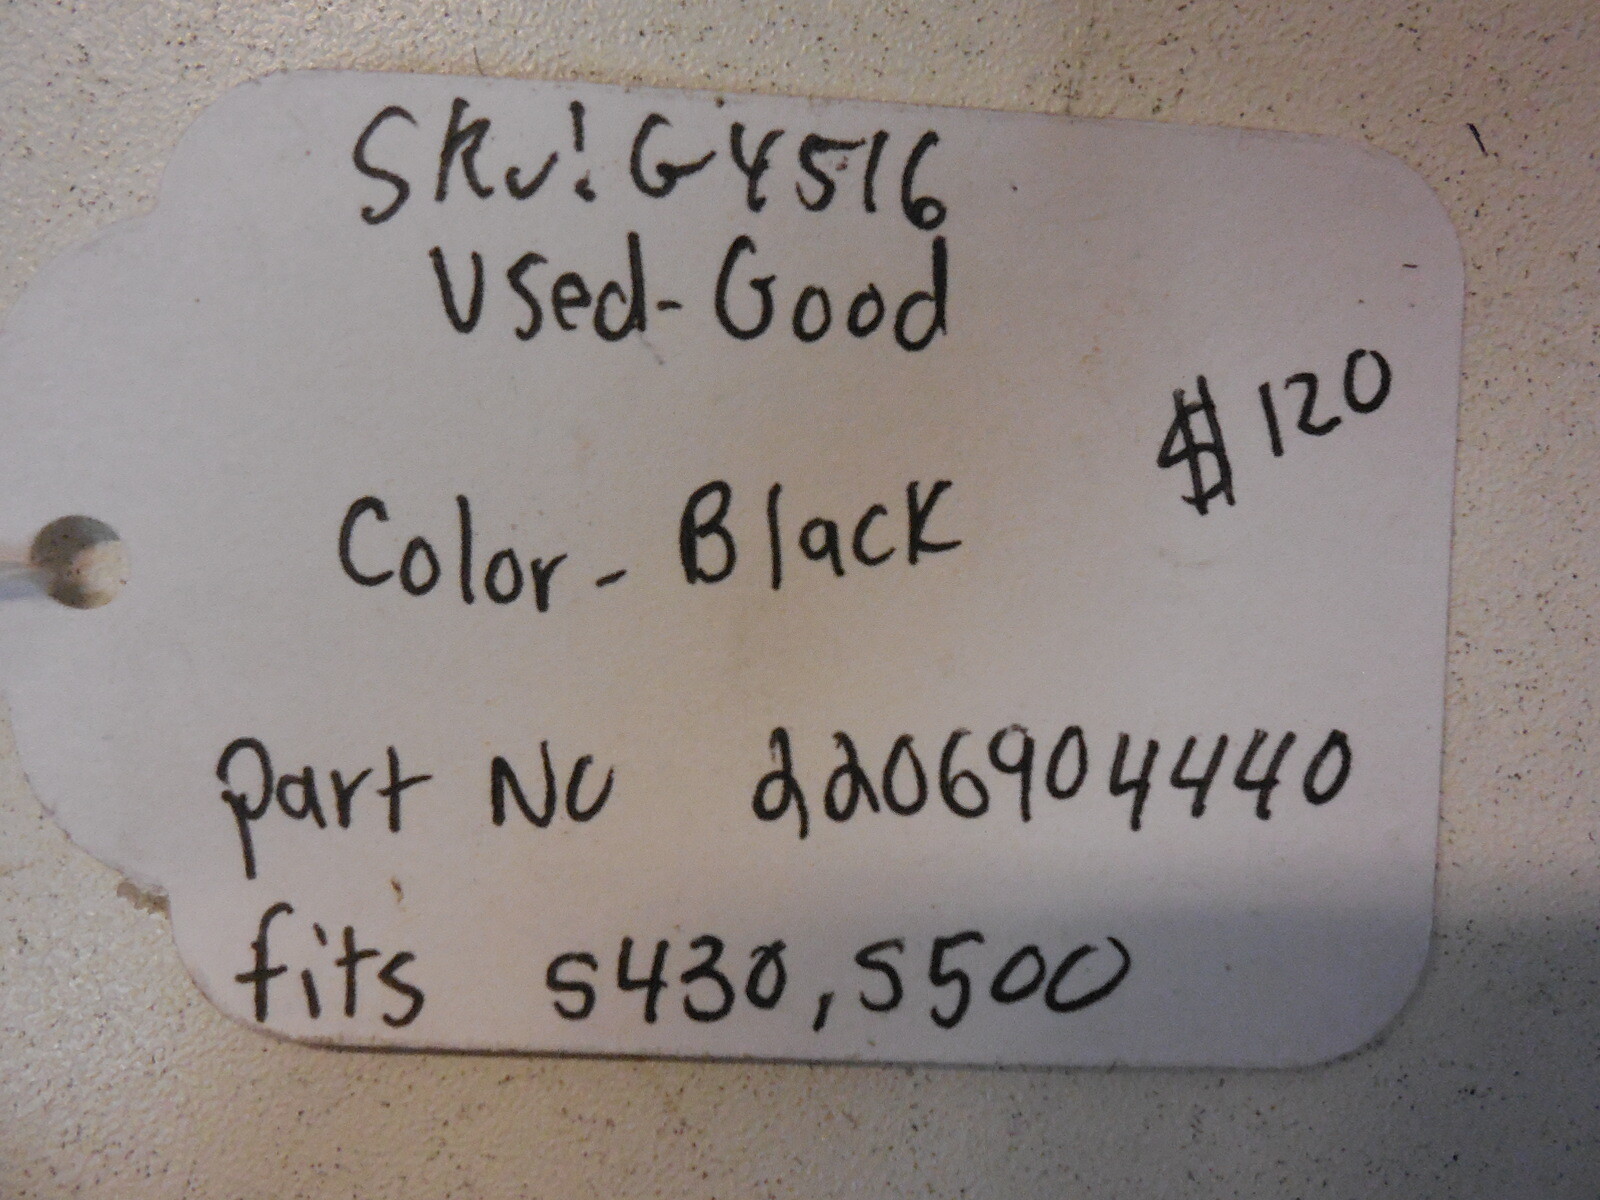 SKU: G4516
Used-Good
$120
Color - Black
Part NO 2206904440
fits S430, S500